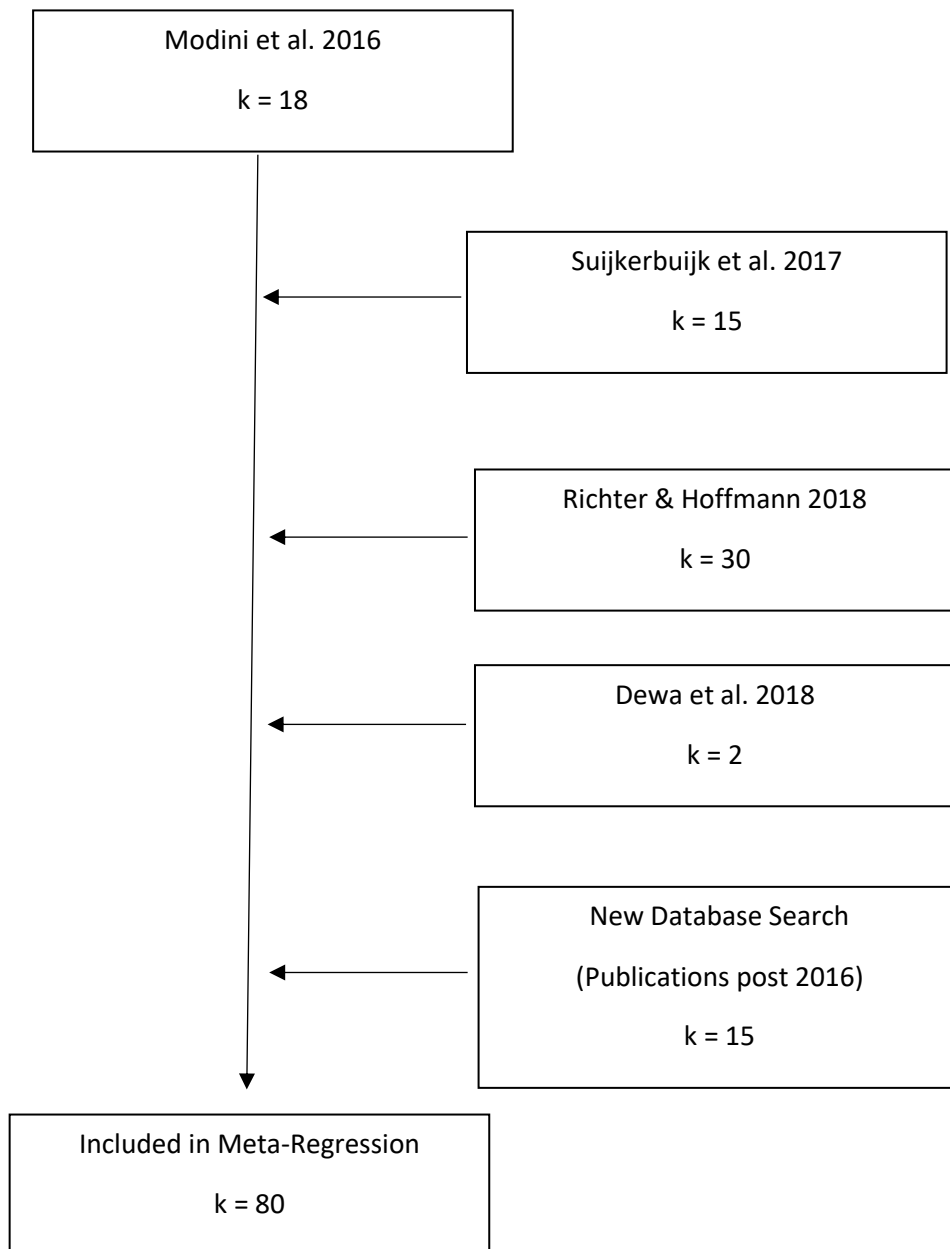 Modini et al. 2016
k = 18
Suijkerbuijk et al. 2017
k = 15
Richter & Hoffmann 2018
k = 30
Dewa et al. 2018
k = 2
New Database Search
(Publications post 2016)
k = 15
Included in Meta-Regression
k = 80